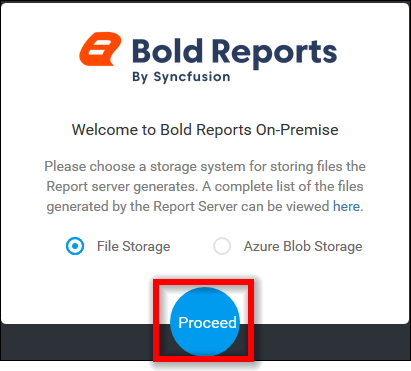 Bold Reports
By Syncfusion
Welcome to Bold Reports On-Premise
Please choose a storage system for storing files the
Report server generates. A complete list of the files
generated by the Report Server can be viewed here.
File Storage Azure Blob Storage
Proceed